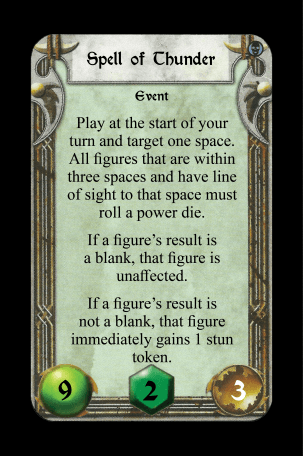 Spell of Thunder
Event
Play at the start of your
turn and target one space.
All figures that are within
three spaces and have line
of sight to that space must
roll a power die.
If a figure's result is
a blank, that figure is
unaffected.
If a figure's result is
not a blank, that figure
immediately gains 1 stun
token.
9 2 3